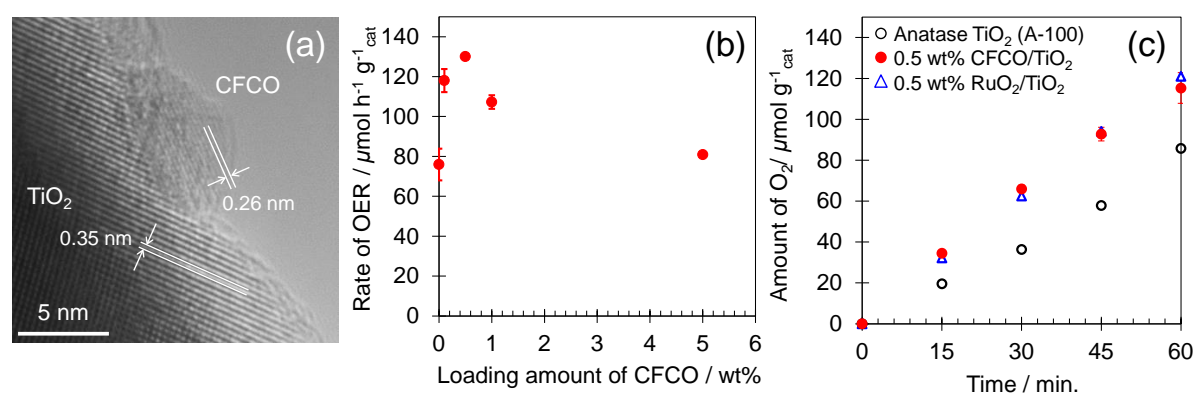 (a)
CFCO
TiO₂
0.26 nm
0.35 nm
5 nm
(b)
Rate of OER / µmol h⁻¹ g⁻¹cat
140
120
100
80
60
40
20
0
0 1 2 3 4 5 6
Loading amount of CFCO / wt%
(c)
Anatase TiO₂ (A-100)
0.5 wt% CFCO/TiO₂
0.5 wt% RuO₂/TiO₂
Amount of O₂/ µmol g⁻¹cat
140
120
100
80
60
40
20
0
0 15 30 45 60
Time / min.